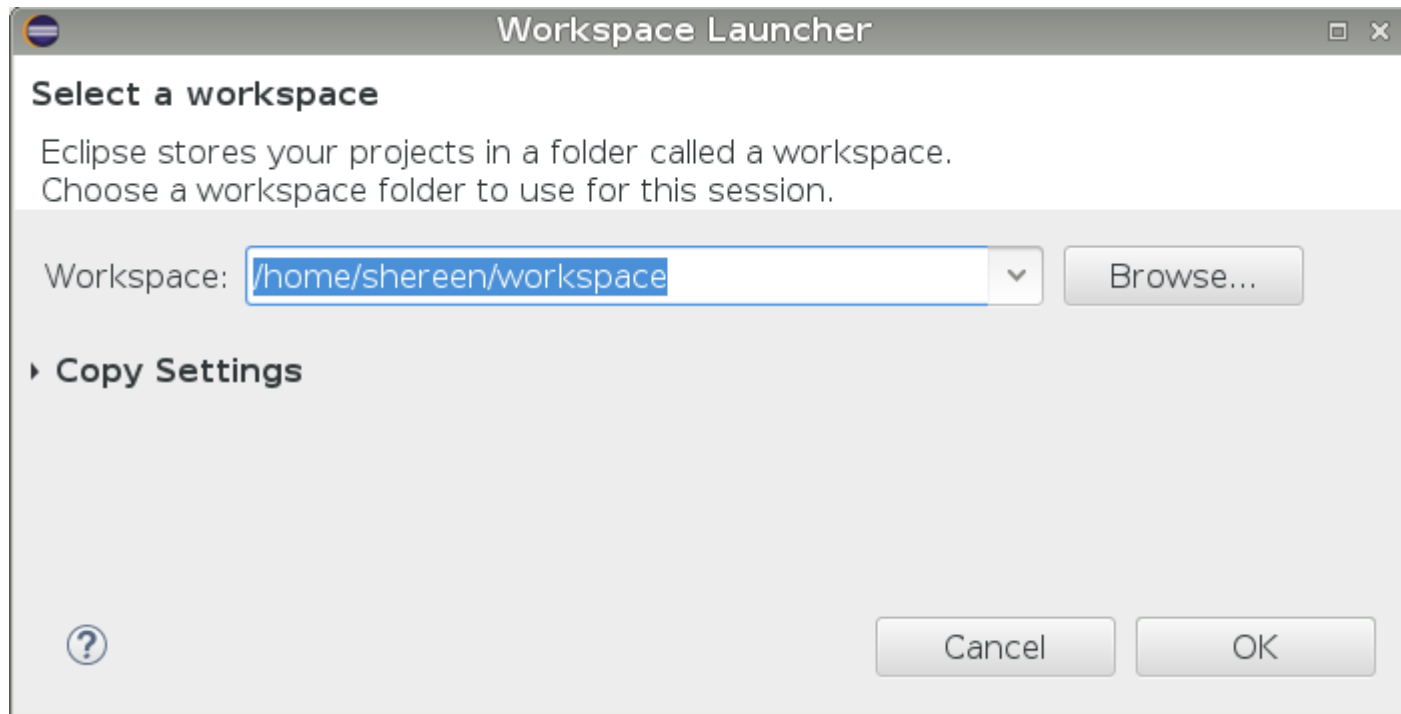 Workspace Launcher
Select a workspace
Eclipse stores your projects in a folder called a workspace.
Choose a workspace folder to use for this session.
Workspace: /home/shereen/workspace Browse...
Copy Settings
? Cancel OK